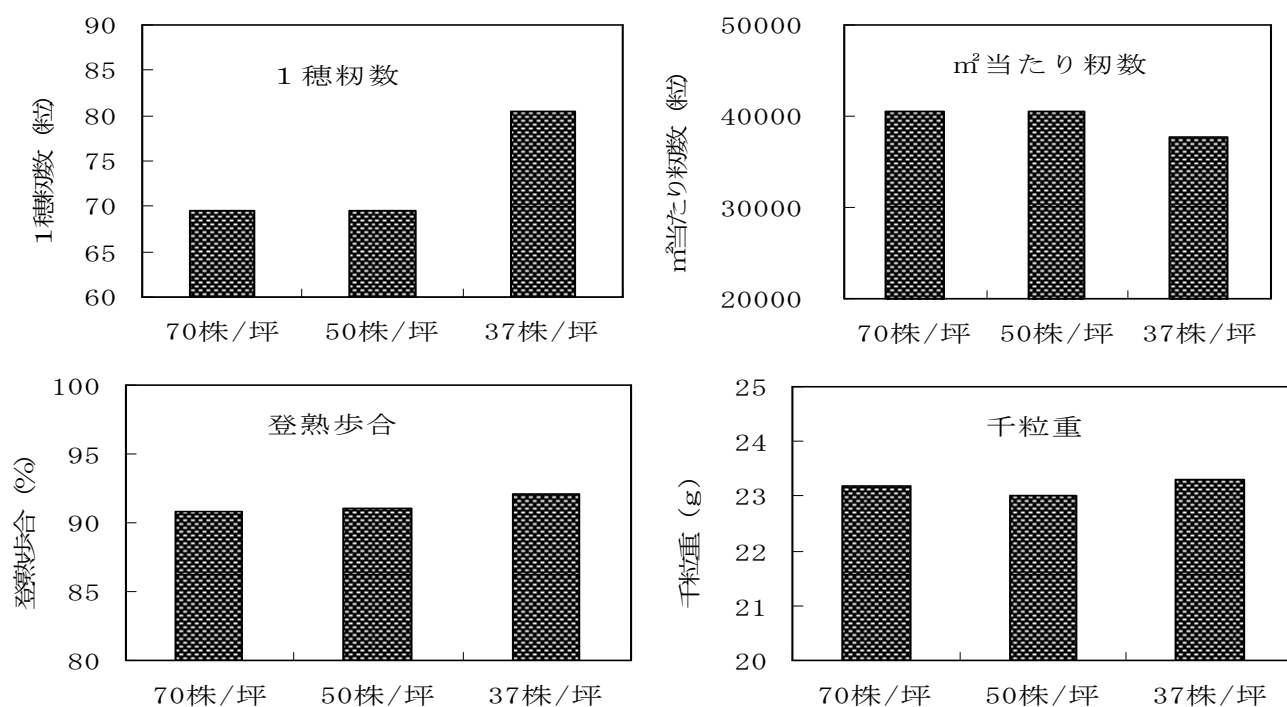 1穂籾数
1穂籾数 (粒)
90
85
80
75
70
65
60
70株/坪 50株/坪 37株/坪
㎡当たり籾数
㎡当たり籾数 (粒)
50000
40000
30000
20000
70株/坪 50株/坪 37株/坪
登熟歩合
登熟歩合 (%)
100
95
90
85
80
70株/坪 50株/坪 37株/坪
千粒重
千粒重 (g)
25
24
23
22
21
20
70株/坪 50株/坪 37株/坪